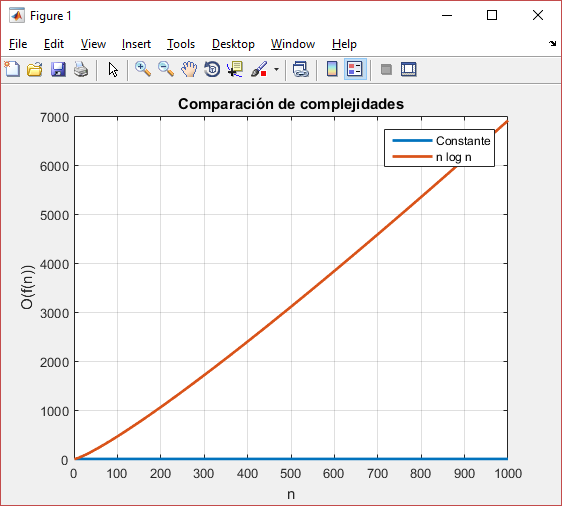 Figure 1
File Edit View Insert Tools Desktop Window Help
Comparación de complejidades
Constante
n log n
O(f(n))
7000
6000
5000
4000
3000
2000
1000
0
0 100 200 300 400 500 600 700 800 900 1000
n